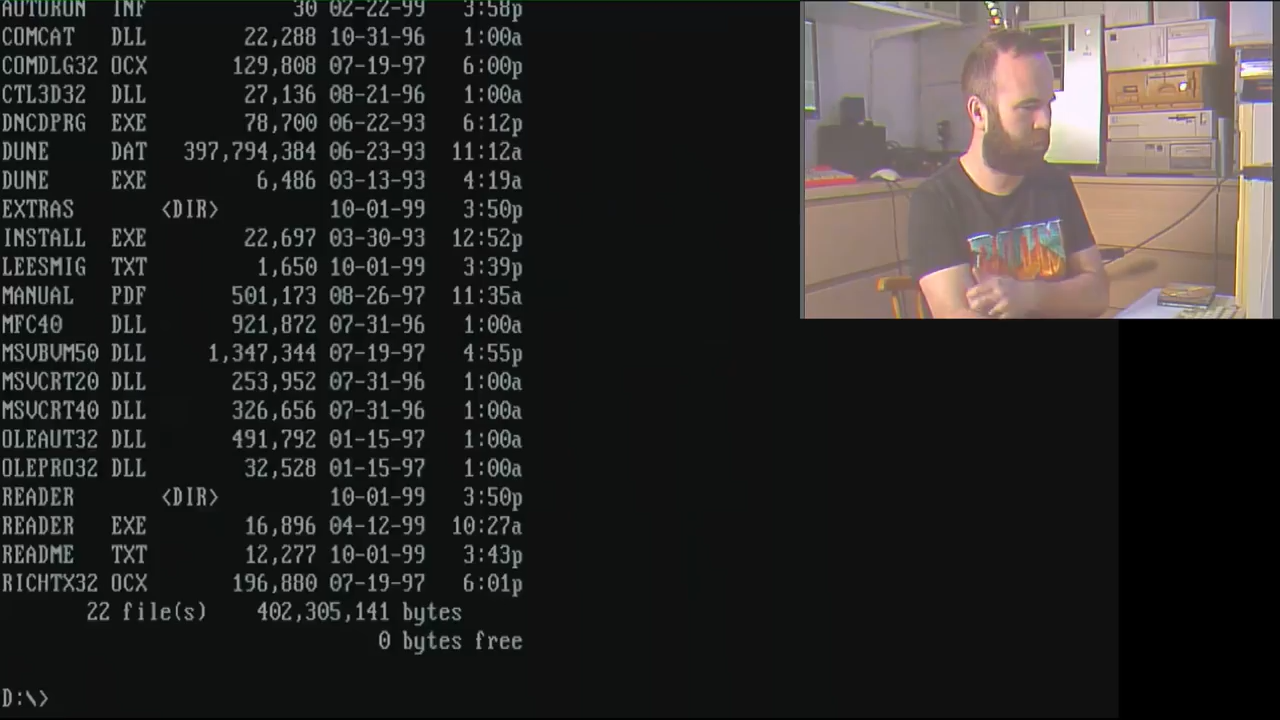 AUTORUN INF 30 02-22-99 3:58p
COMCAT DLL 22,288 10-31-96 1:00a
COMDLG32 OCX 129,808 07-19-97 6:00p
CTL3D32 DLL 27,136 08-21-96 1:00a
DNCDPRG EXE 78,700 06-22-93 6:12p
DUNE DAT 397,794,384 06-23-93 11:12a
DUNE EXE 6,486 03-13-93 4:19a
EXTRAS <DIR> 10-01-99 3:50p
INSTALL EXE 22,697 03-30-93 12:52p
LEESMIG TXT 1,650 10-01-99 3:39p
MANUAL PDF 501,173 08-26-97 11:35a
MFC40 DLL 921,872 07-31-96 1:00a
MSVBVM50 DLL 1,347,344 07-19-97 4:55p
MSVCRT20 DLL 253,952 07-31-96 1:00a
MSVCRT40 DLL 326,656 07-31-96 1:00a
OLEAUT32 DLL 491,792 01-15-97 1:00a
OLEPRO32 DLL 32,528 01-15-97 1:00a
READER <DIR> 10-01-99 3:50p
READER EXE 16,896 04-12-99 10:27a
README TXT 12,277 10-01-99 3:43p
RICHTX32 OCX 196,880 07-19-97 6:01p
22 file(s) 402,305,141 bytes
0 bytes free
D:\>